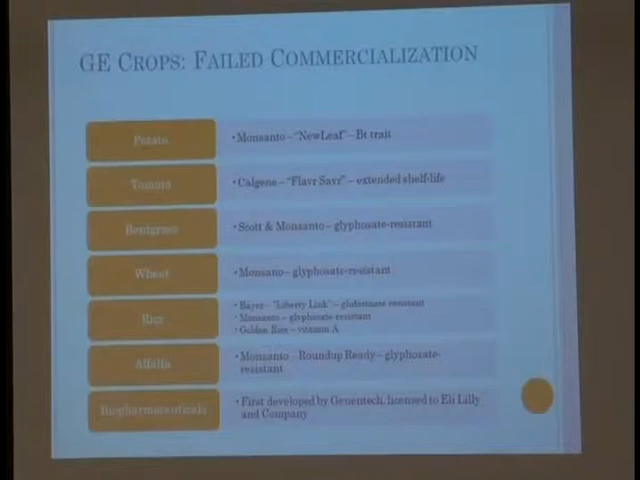 GE CROPS: FAILED COMMERCIALIZATION
Potato
• Monsanto – "NewLeaf" – Bt trait
Tomato
• Calgene – "Flavr Savr" – extended shelf-life
Bentgrass
• Scott & Monsanto – glyphosate-resistant
Wheat
• Monsano – glyphosate-resistant
Rice
• Bayer – "Liberty Link" – glufosinate resistant
• Monsanto – glyphosate-resistant
• Golden Rice – vitamin A
Alfalfa
• Monsanto – Roundup Ready – glyphosate-
resistant
Biopharmaceuticals
• First developed by Genentech, licensed to Eli Lilly
and Company